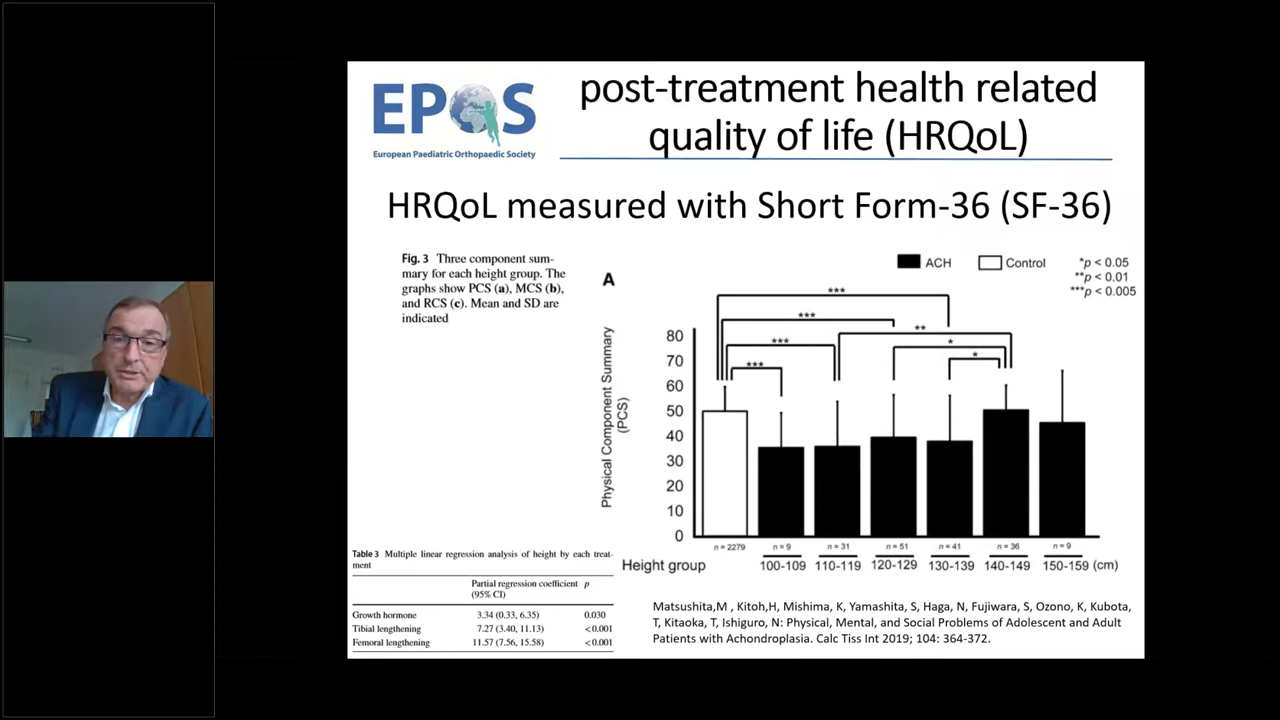 EPOS
European Paediatric Orthopaedic Society
post-treatment health related
quality of life (HRQoL)
HRQoL measured with Short Form-36 (SF-36)
Fig. 3 Three component sum-
mary for each height group. The
graphs show PCS (a), MCS (b),
and RCS (c). Mean and SD are
indicated
A
ACH
Control
*p < 0.05
**p < 0.01
***p < 0.005
Physical Component Summary
(PCS)
80
70
60
50
40
30
20
10
0
***
***
***
***
**
*
*
n = 2279
n = 9
n = 31
n = 51
n = 41
n = 36
n = 9
Height group
100-109
110-119
120-129
130-139
140-149
150-159 (cm)
Table 3 Multiple linear regression analysis of height by each treat-
ment
Partial regression coefficient p
(95% CI)
Growth hormone 3.34 (0.33, 6.35) 0.030
Tibial lengthening 7.27 (3.40, 11.13) <0.001
Femoral lengthening 11.57 (7.56, 15.58) <0.001
Matsushita,M , Kitoh,H, Mishima, K, Yamashita, S, Haga, N, Fujiwara, S, Ozono, K, Kubota,
T, Kitaoka, T, Ishiguro, N: Physical, Mental, and Social Problems of Adolescent and Adult
Patients with Achondroplasia. Calc Tiss Int 2019; 104: 364-372.